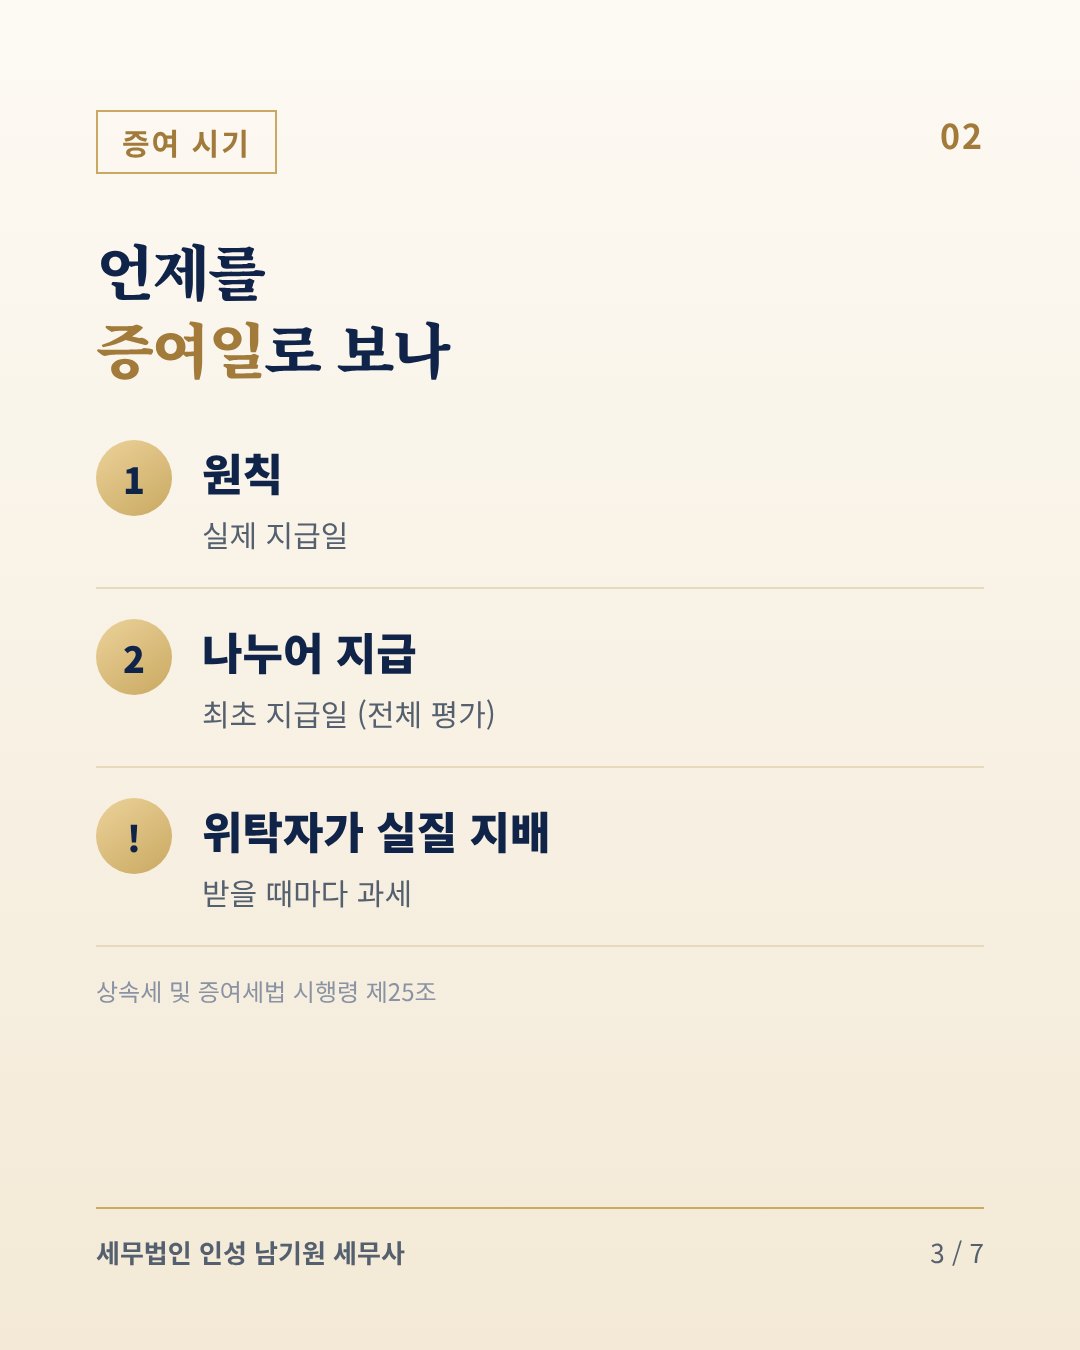 증여 시기
02
언제를
증여일로 보나
1
원칙
실제 지급일
2
나누어 지급
최초 지급일 (전체 평가)
!
위탁자가 실질 지배
받을 때마다 과세
상속세 및 증여세법 시행령 제25조
세무법인 인성 남기원 세무사
3 / 7